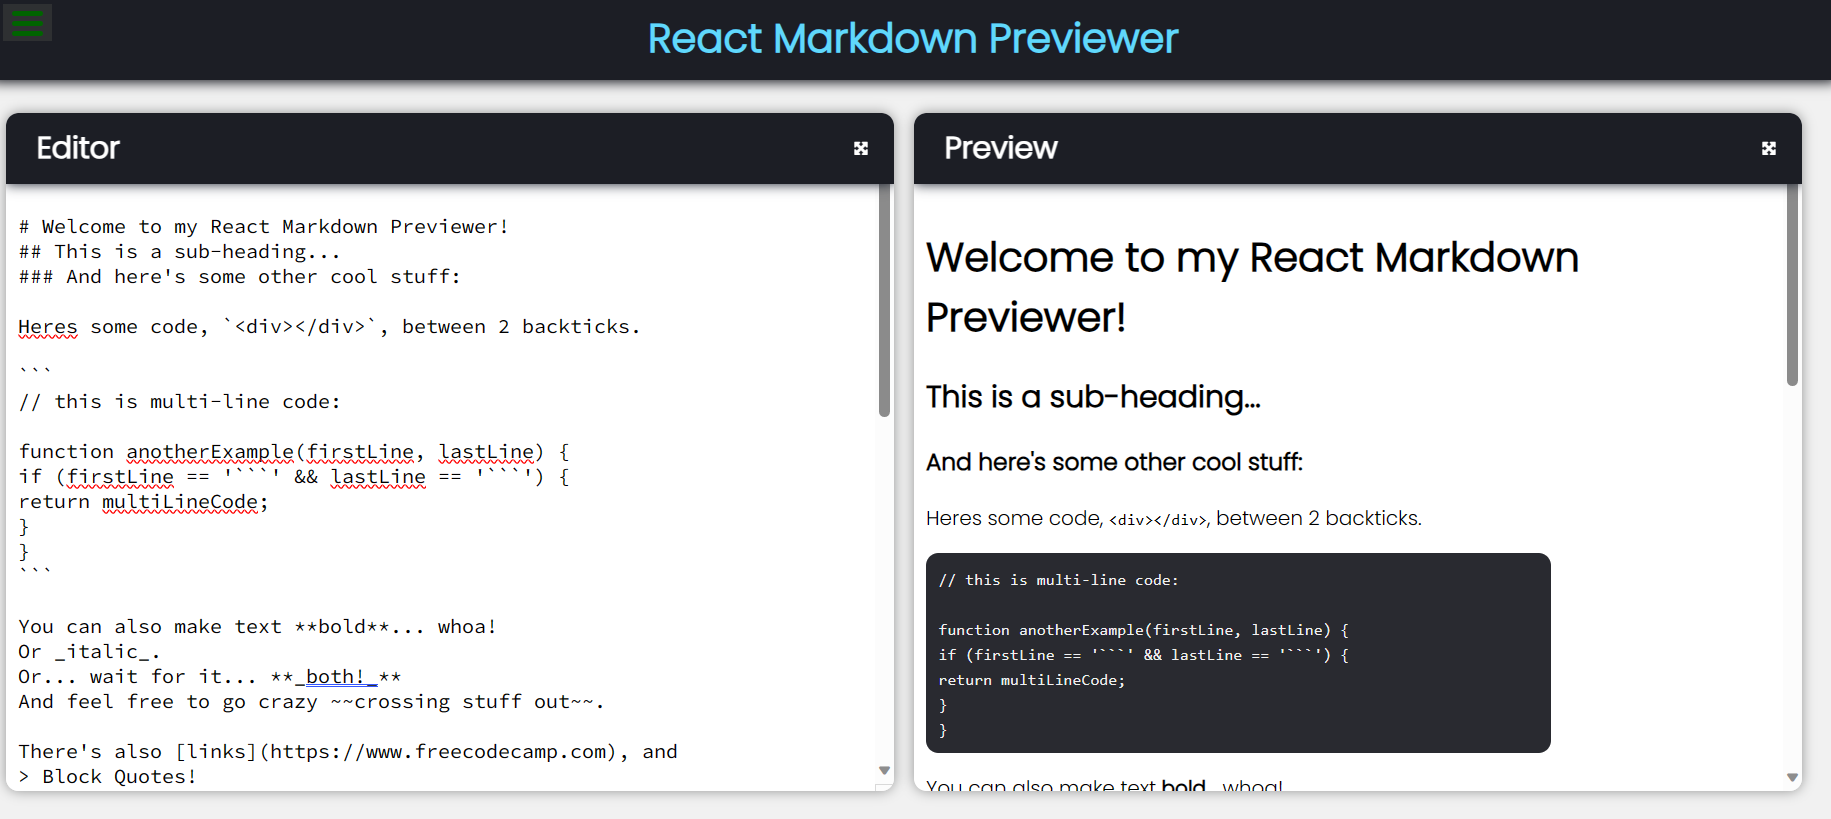 React Markdown Previewer
Editor
# Welcome to my React Markdown Previewer!
## This is a sub-heading...
### And here's some other cool stuff:
Heres some code, `<div></div>`, between 2 backticks.
```
// this is multi-line code:
function anotherExample(firstLine, lastLine) {
if (firstLine == '```' && lastLine == '```') {
return multiLineCode;
}
}
```
You can also make text **bold**... whoa!
Or _italic_.
Or... wait for it... **_both!_**
And feel free to go crazy ~~crossing stuff out~~.
There's also [links](https://www.freecodecamp.com), and
> Block Quotes!
Preview
Welcome to my React Markdown
Previewer!
This is a sub-heading...
And here's some other cool stuff:
Heres some code, <div></div>, between 2 backticks.
// this is multi-line code:
function anotherExample(firstLine, lastLine) {
if (firstLine == '```' && lastLine == '```') {
return multiLineCode;
}
}
You can also make text bold... whoa!